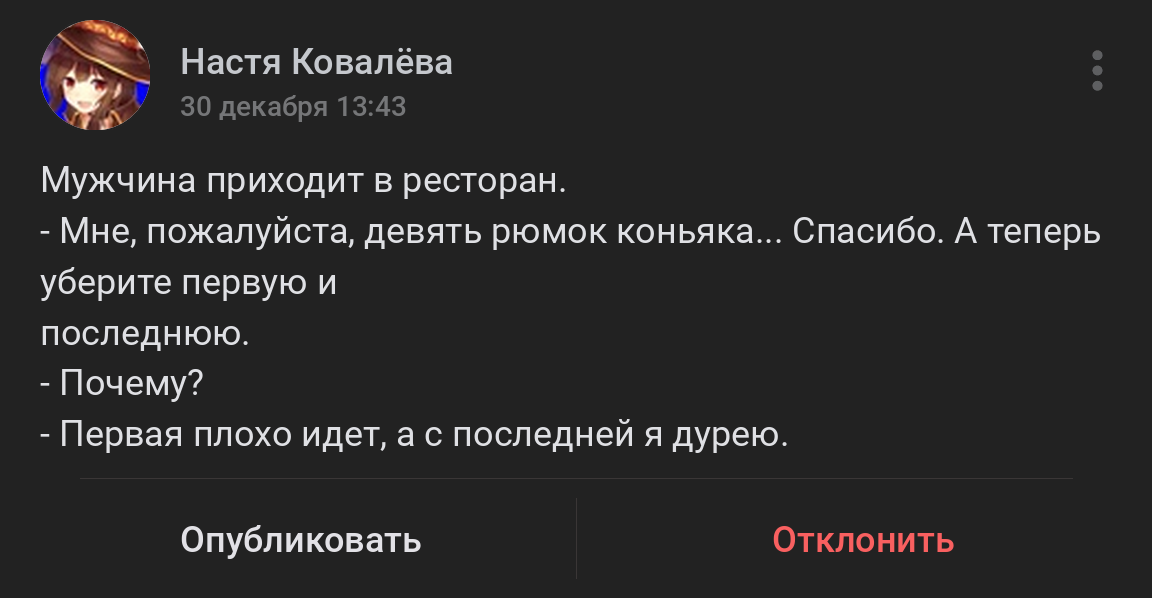 Настя Ковалёва
30 декабря 13:43
Мужчина приходит в ресторан.
- Мне, пожалуйста, девять рюмок коньяка... Спасибо. А теперь
уберите первую и
последнюю.
- Почему?
- Первая плохо идет, а с последней я дурею.
Опубликовать
Отклонить